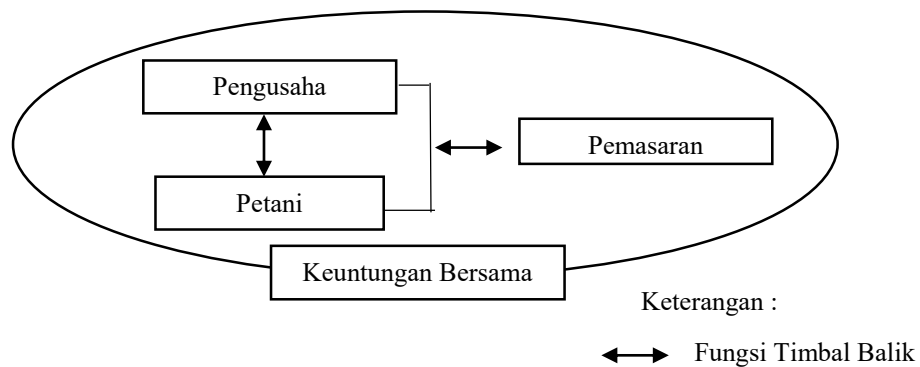 Pengusaha
Pemasaran
Petani
Keuntungan Bersama
Keterangan :
Fungsi Timbal Balik